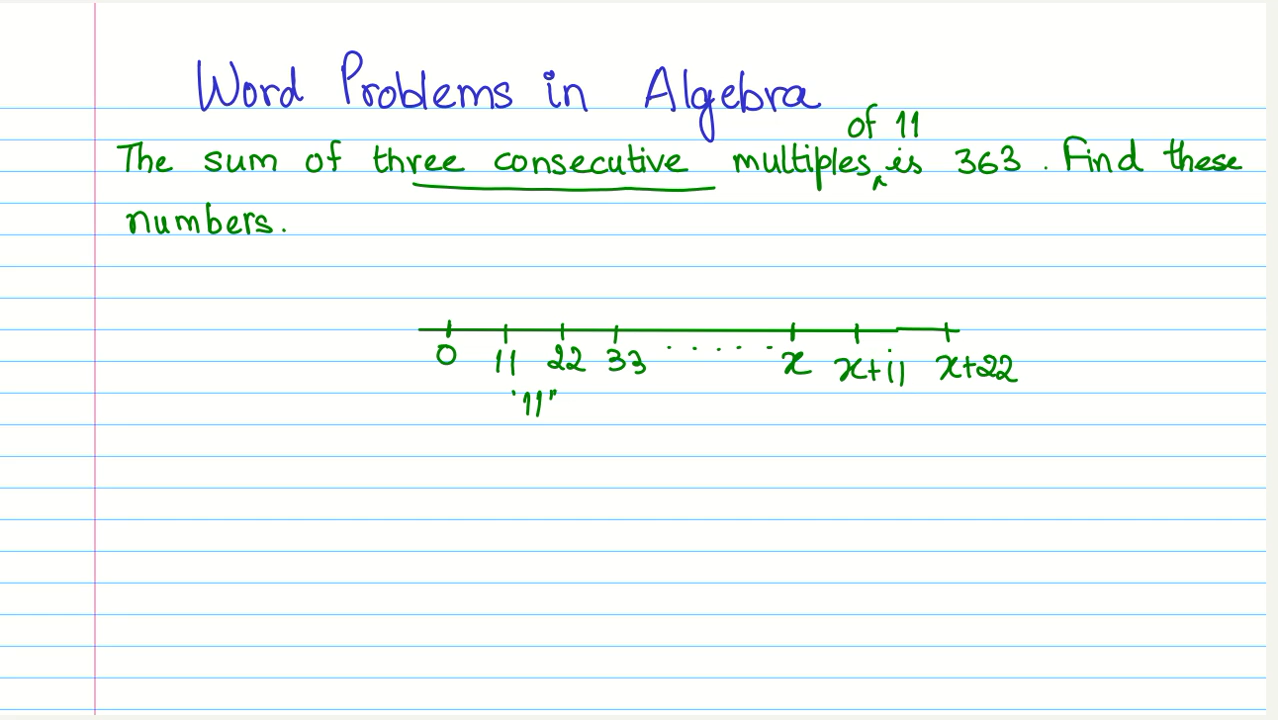 Word Problems in Algebra
of 11
The sum of three consecutive multiples ^ is 363. Find these
numbers.
0 11 22 33 ...... x x+11 x+22
"11"